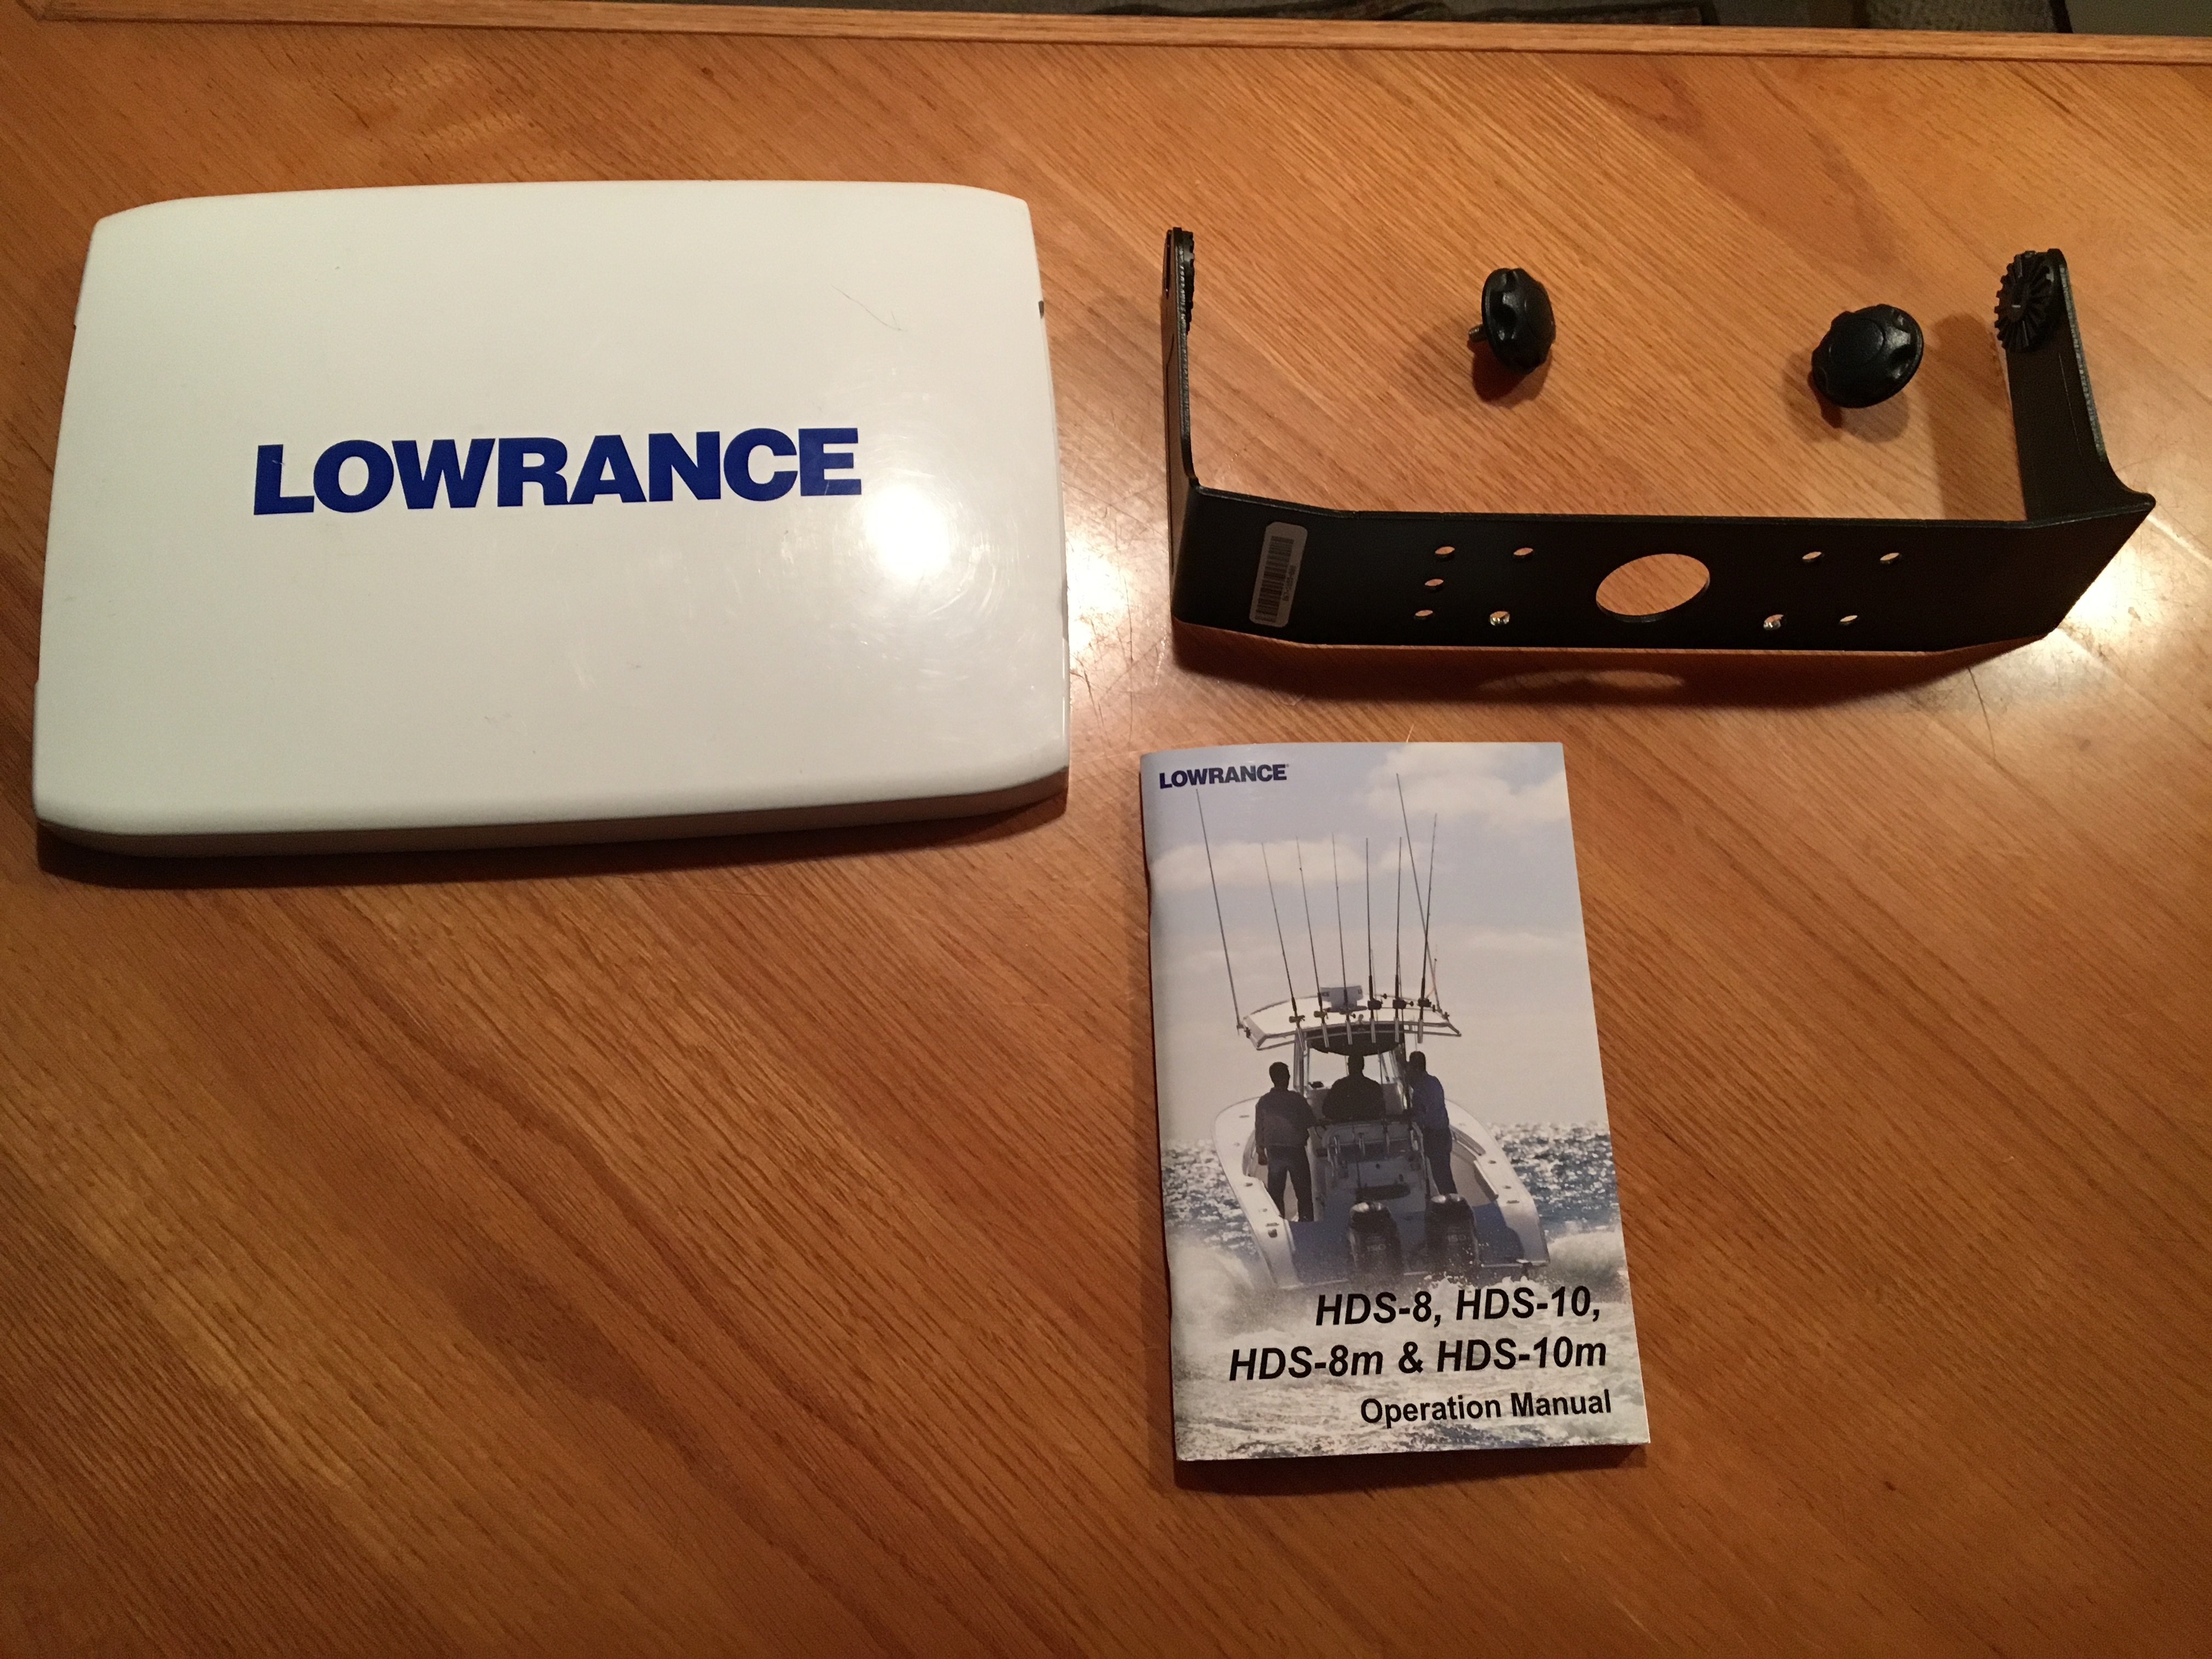 LOWRANCE
LOWRANCE
HDS-8, HDS-10,
HDS-8m & HDS-10m
Operation Manual